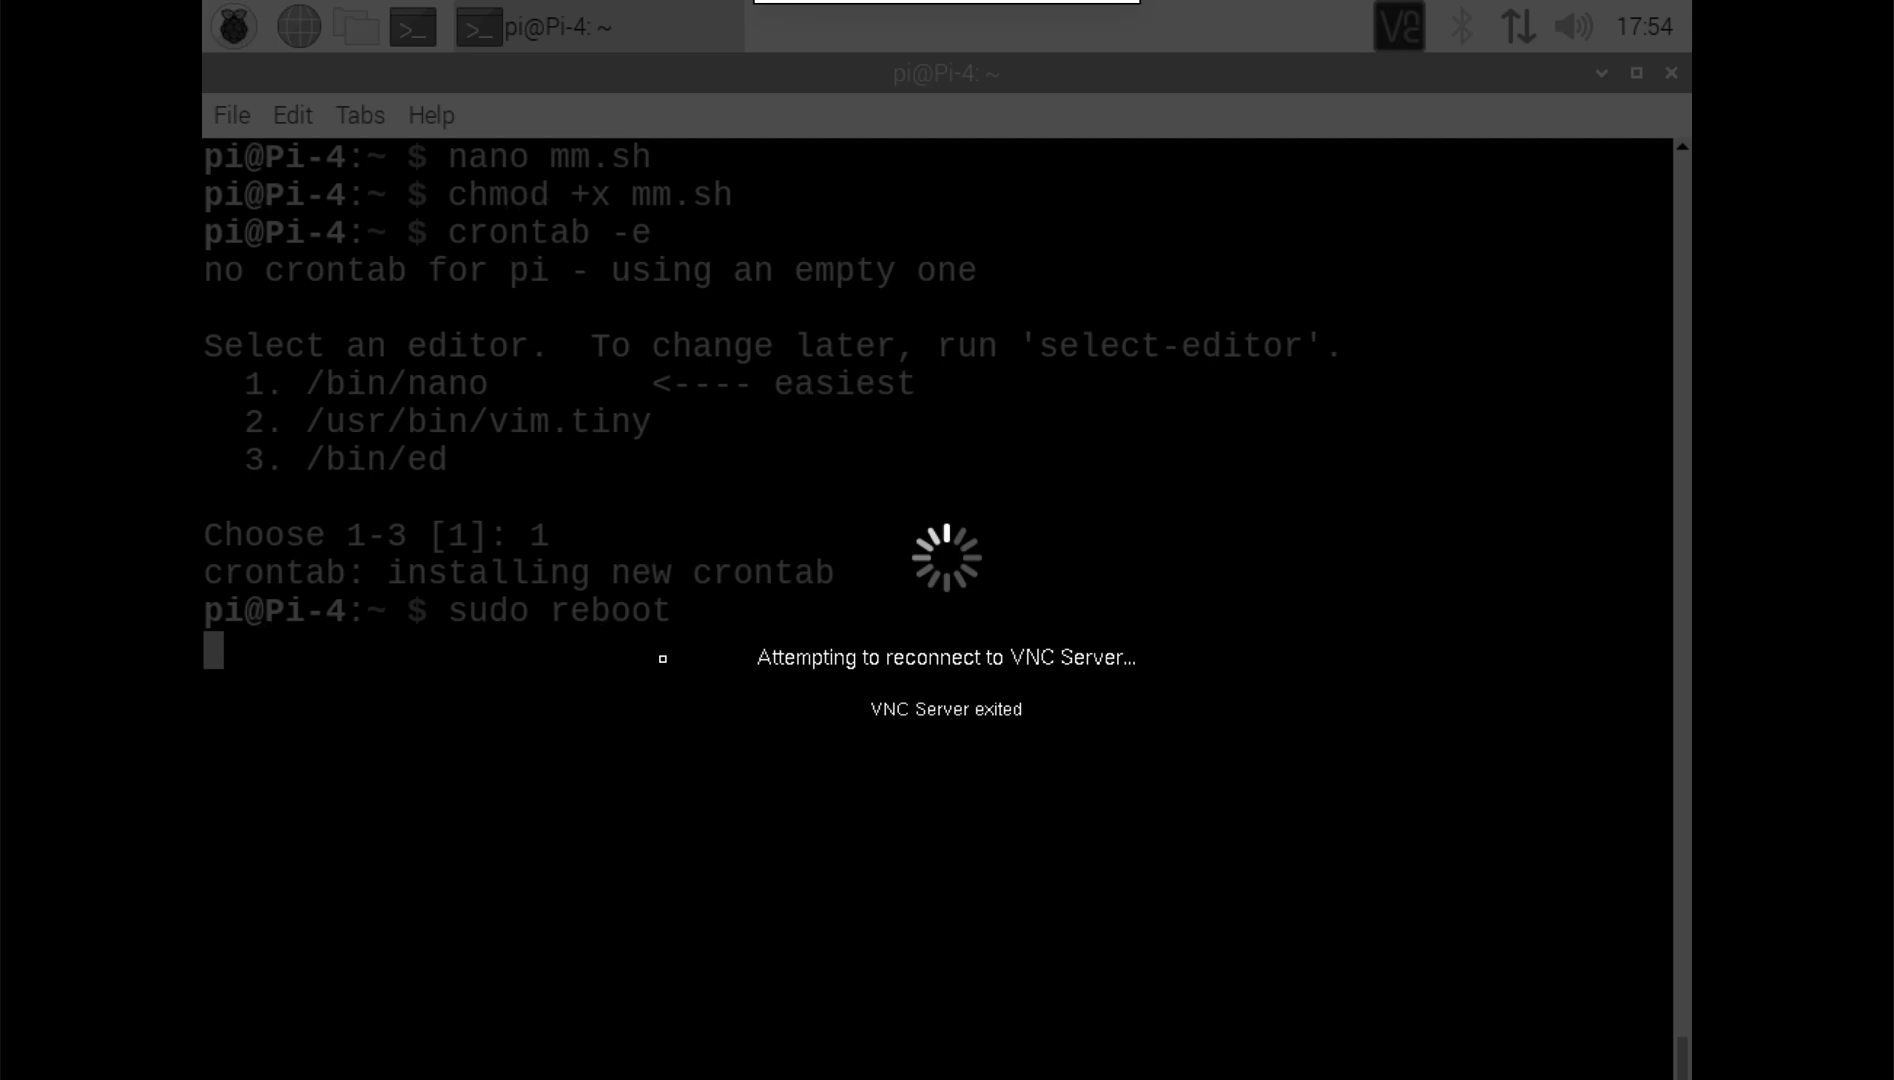 pi@Pi-4: ~
17:54
pi@Pi-4: ~
File Edit Tabs Help
pi@Pi-4:~ $ nano mm.sh
pi@Pi-4:~ $ chmod +x mm.sh
pi@Pi-4:~ $ crontab -e
no crontab for pi - using an empty one
Select an editor.  To change later, run 'select-editor'.
  1. /bin/nano        <---- easiest
  2. /usr/bin/vim.tiny
  3. /bin/ed
Choose 1-3 [1]: 1
crontab: installing new crontab
pi@Pi-4:~ $ sudo reboot
Attempting to reconnect to VNC Server...
VNC Server exited